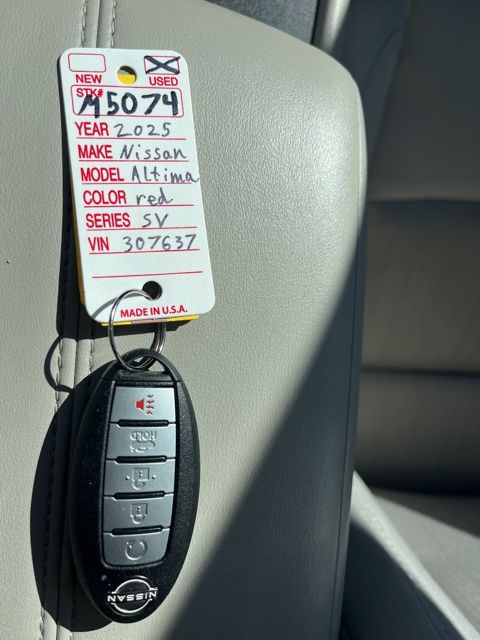 NEW USED
STK# M5074
YEAR 2025
MAKE Nissan
MODEL Altima
COLOR red
SERIES SV
VIN 307637
MADE IN U.S.A.
HOLD
NISSAN